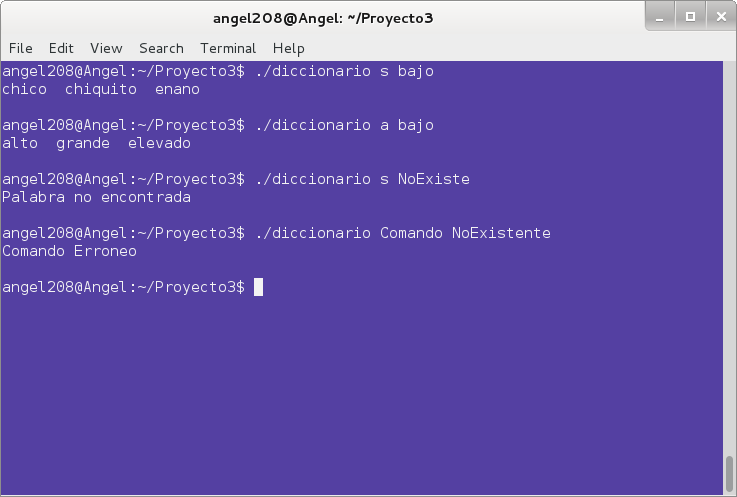 angel208@Angel: ~/Proyecto3
File Edit View Search Terminal Help
angel208@Angel:~/Proyecto3$ ./diccionario s bajo
chico  chiquito  enano
angel208@Angel:~/Proyecto3$ ./diccionario a bajo
alto  grande  elevado
angel208@Angel:~/Proyecto3$ ./diccionario s NoExiste
Palabra no encontrada
angel208@Angel:~/Proyecto3$ ./diccionario Comando NoExistente
Comando Erroneo
angel208@Angel:~/Proyecto3$